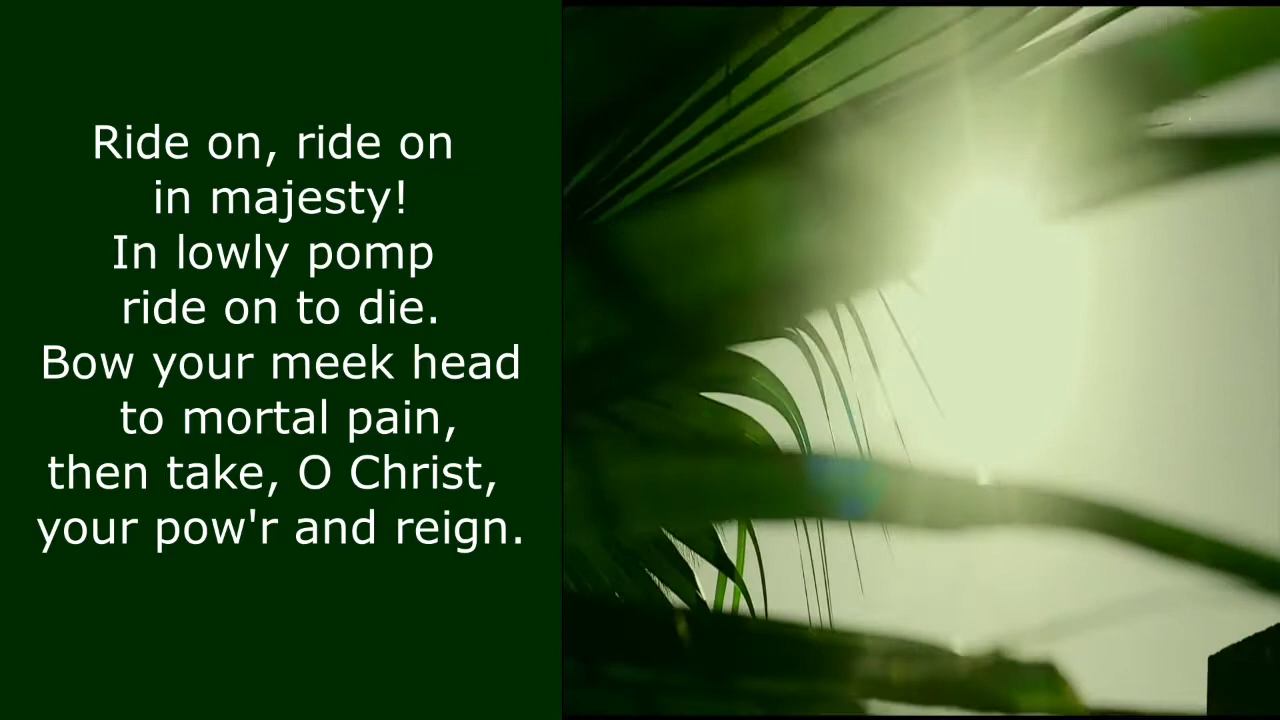 Ride on, ride on
in majesty!
In lowly pomp
ride on to die.
Bow your meek head
to mortal pain,
then take, O Christ,
your pow'r and reign.